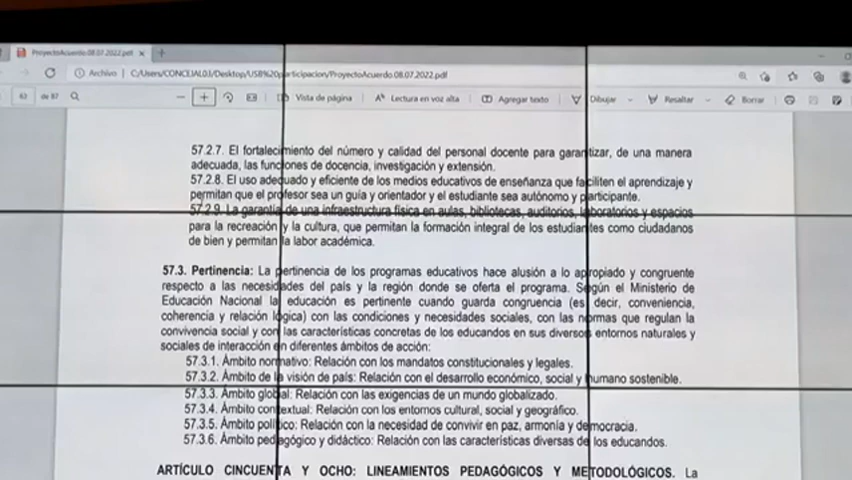 ProyectoAcuerdo.08.07.2022.pdf
Archivo | C:/Users/CONCEJAL03/Desktop/USB%20participacion/ProyectoAcuerdo.08.07.2022.pdf
63 de 87 Vista de página Lectura en voz alta Agregar texto Dibujar Resaltar Borrar
57.2.7. El fortalecimiento del número y calidad del personal docente para garantizar, de una manera
adecuada, las funciones de docencia, investigación y extensión.
57.2.8. El uso adecuado y eficiente de los medios educativos de enseñanza que faciliten el aprendizaje y
permitan que el profesor sea un guía y orientador y el estudiante sea autónomo y participante.
57.2.9. La garantía de una infraestructura física en aulas, bibliotecas, auditorios, laboratorios y espacios
para la recreación y la cultura, que permitan la formación integral de los estudiantes como ciudadanos
de bien y permitan la labor académica.
57.3. Pertinencia: La pertinencia de los programas educativos hace alusión a lo apropiado y congruente
respecto a las necesidades del país y la región donde se oferta el programa. Según el Ministerio de
Educación Nacional la educación es pertinente cuando guarda congruencia (es decir, conveniencia,
coherencia y relación lógica) con las condiciones y necesidades sociales, con las normas que regulan la
convivencia social y con las características concretas de los educandos en sus diversos entornos naturales y
sociales de interacción en diferentes ámbitos de acción:
57.3.1. Ámbito normativo: Relación con los mandatos constitucionales y legales.
57.3.2. Ámbito de la visión de país: Relación con el desarrollo económico, social y humano sostenible.
57.3.3. Ámbito global: Relación con las exigencias de un mundo globalizado.
57.3.4. Ámbito contextual: Relación con los entornos cultural, social y geográfico.
57.3.5. Ámbito político: Relación con la necesidad de convivir en paz, armonía y democracia.
57.3.6. Ámbito pedagógico y didáctico: Relación con las características diversas de los educandos.
ARTÍCULO CINCUENTA Y OCHO: LINEAMIENTOS PEDAGÓGICOS Y METODOLÓGICOS. La